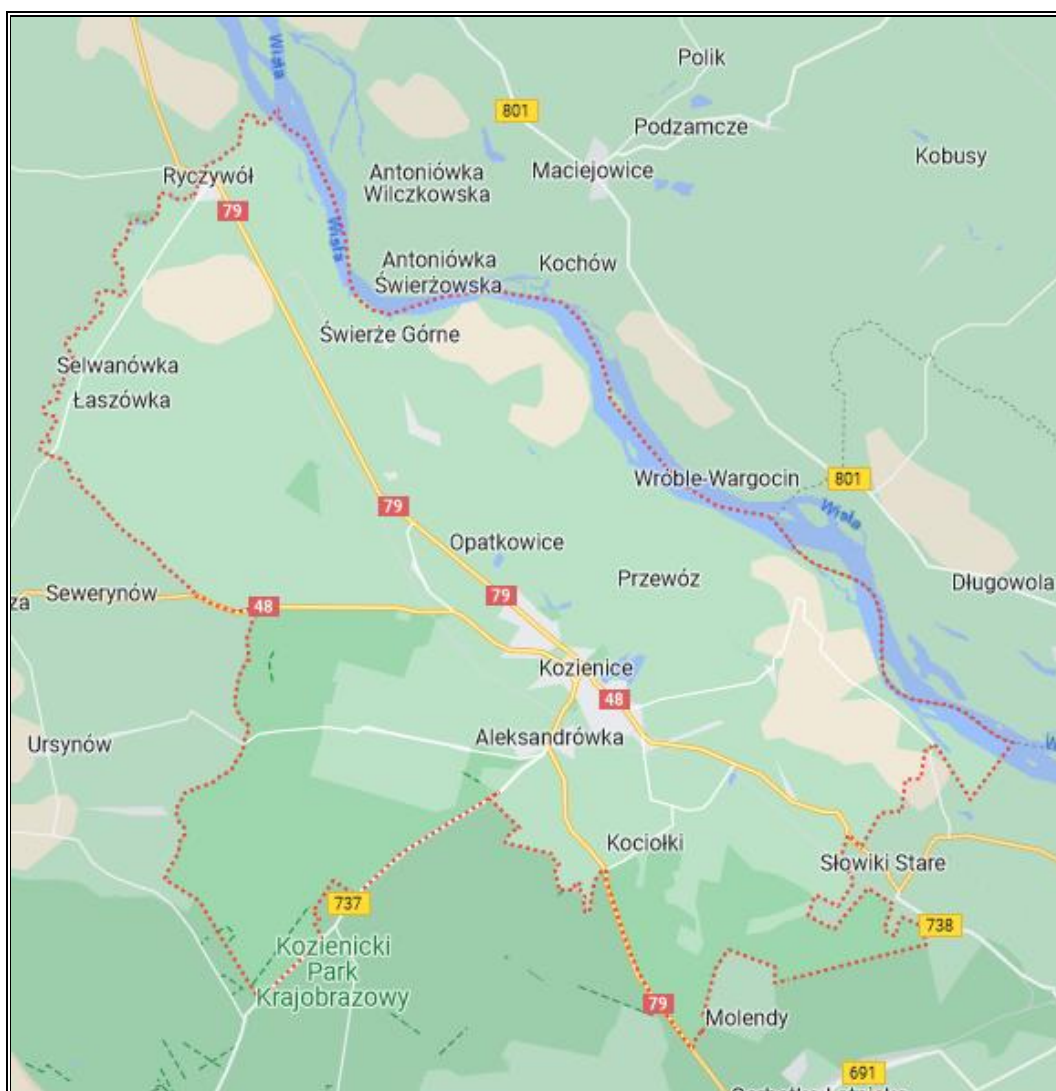 Wisła
Polik
801
Podzamcze
Kobusy
Antoniówka
Wilczkowska
Maciejowice
Ryczywół
79
Wisła
Antoniówka
Świerżowska
Kochów
Świerże Górne
Selwanówka
Łaszówka
Wróble-Wargocin
801
79
Wisła
Opatkowice
Przewóz
Długowola
Sewerynów
za
48
79
Kozienice
48
Ursynów
Aleksandrówka
Kociołki
Słowiki Stare
737
738
Kozienicki
Park
Krajobrazowy
79
Molendy
691